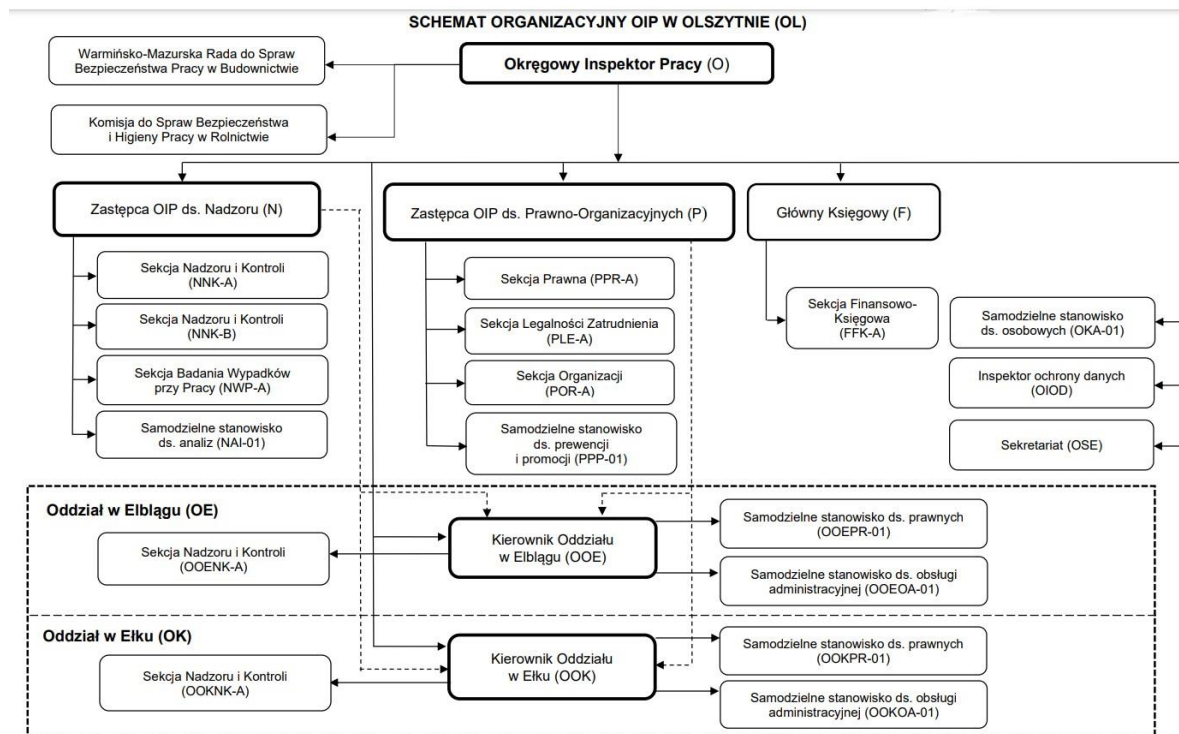 SCHEMAT ORGANIZACYJNY OIP W OLSZTYNIE (OL)
Warmińsko-Mazurska Rada do Spraw
Bezpieczeństwa Pracy w Budownictwie
Okręgowy Inspektor Pracy (O)
Komisja do Spraw Bezpieczeństwa
i Higieny Pracy w Rolnictwie
Zastępca OIP ds. Nadzoru (N)
Zastępca OIP ds. Prawno-Organizacyjnych (P)
Główny Księgowy (F)
Sekcja Nadzoru i Kontroli
(NNK-A)
Sekcja Nadzoru i Kontroli
(NNK-B)
Sekcja Badania Wypadków
przy Pracy (NWP-A)
Samodzielne stanowisko
ds. analiz (NAI-01)
Sekcja Prawna (PPR-A)
Sekcja Legalności Zatrudnienia
(PLE-A)
Sekcja Organizacji
(POR-A)
Samodzielne stanowisko
ds. prewencji
i promocji (PPP-01)
Sekcja Finansowo-
Księgowa
(FFK-A)
Samodzielne stanowisko
ds. osobowych (OKA-01)
Inspektor ochrony danych
(OIOD)
Sekretariat (OSE)
Oddział w Elblągu (OE)
Sekcja Nadzoru i Kontroli
(OOENK-A)
Kierownik Oddziału
w Elblągu (OOE)
Samodzielne stanowisko ds. prawnych
(OOEPR-01)
Samodzielne stanowisko ds. obsługi
administracyjnej (OOEOA-01)
Oddział w Ełku (OK)
Sekcja Nadzoru i Kontroli
(OOKNK-A)
Kierownik Oddziału
w Ełku (OOK)
Samodzielne stanowisko ds. prawnych
(OOKPR-01)
Samodzielne stanowisko ds. obsługi
administracyjnej (OOKOA-01)